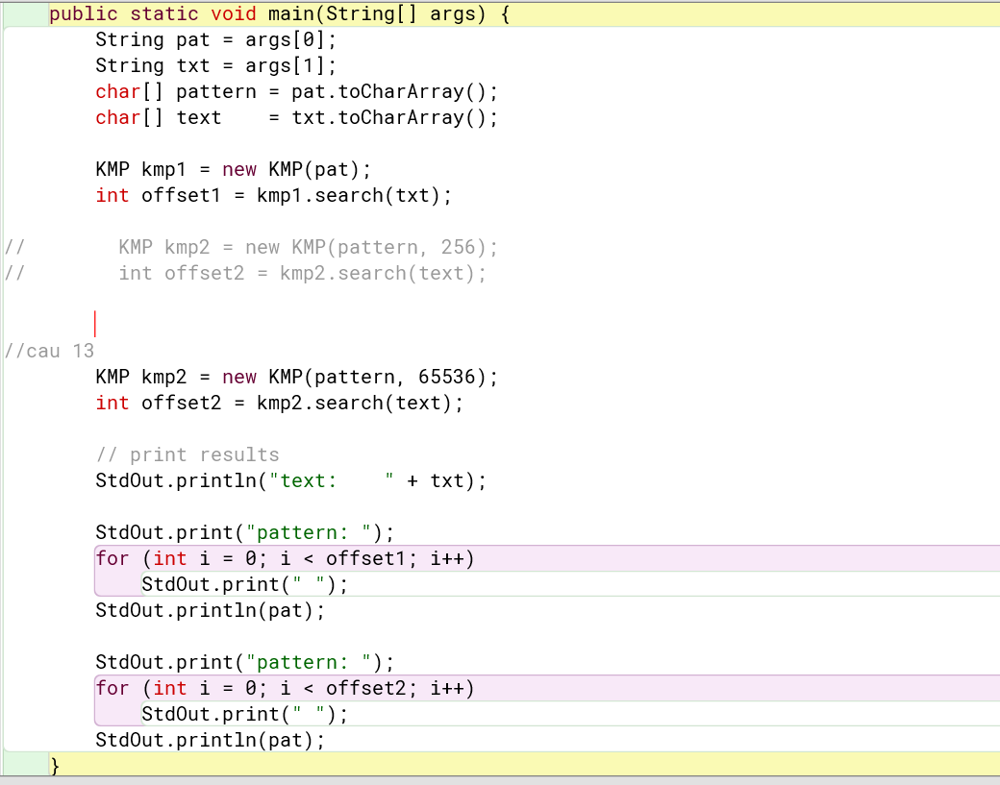 public static void main(String[] args) {
String pat = args[0];
String txt = args[1];
char[] pattern = pat.toCharArray();
char[] text    = txt.toCharArray();
KMP kmp1 = new KMP(pat);
int offset1 = kmp1.search(txt);
//        KMP kmp2 = new KMP(pattern, 256);
//        int offset2 = kmp2.search(text);
//cau 13
KMP kmp2 = new KMP(pattern, 65536);
int offset2 = kmp2.search(text);
// print results
StdOut.println("text:    " + txt);
StdOut.print("pattern: ");
for (int i = 0; i < offset1; i++)
StdOut.print(" ");
StdOut.println(pat);
StdOut.print("pattern: ");
for (int i = 0; i < offset2; i++)
StdOut.print(" ");
StdOut.println(pat);
}